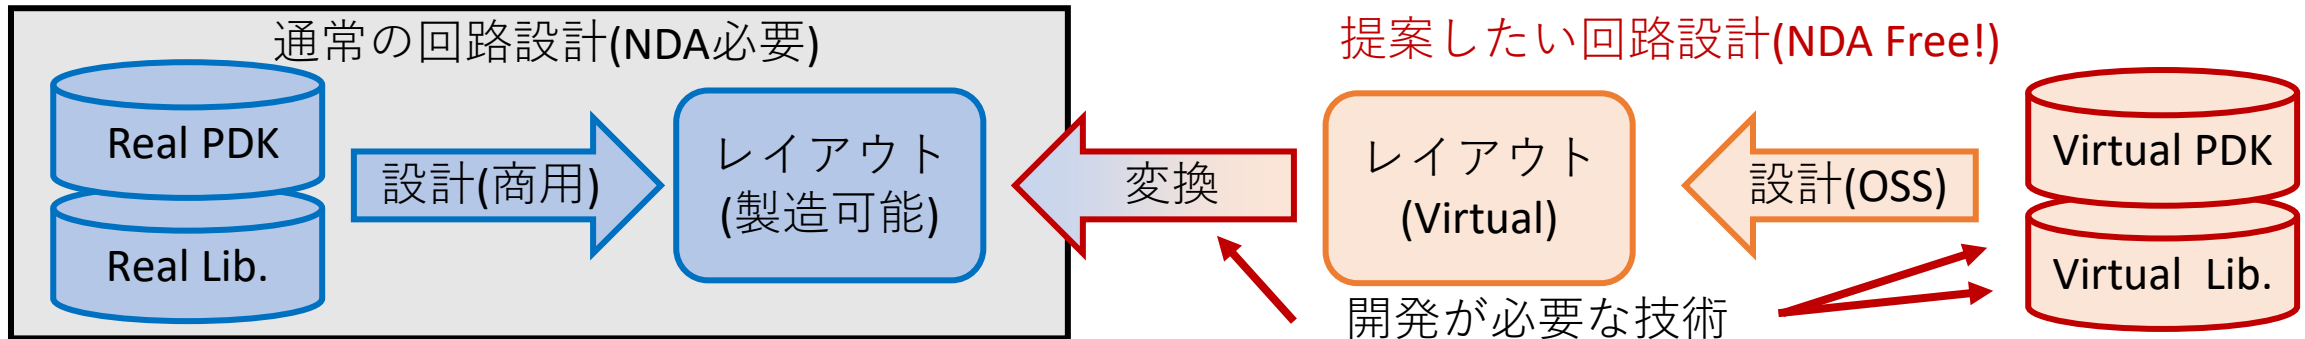 通常の回路設計(NDA必要)
Real PDK
Real Lib.
設計(商用)
レイアウト
(製造可能)
提案したい回路設計(NDA Free!)
変換
レイアウト
(Virtual)
設計(OSS)
Virtual PDK
Virtual Lib.
開発が必要な技術